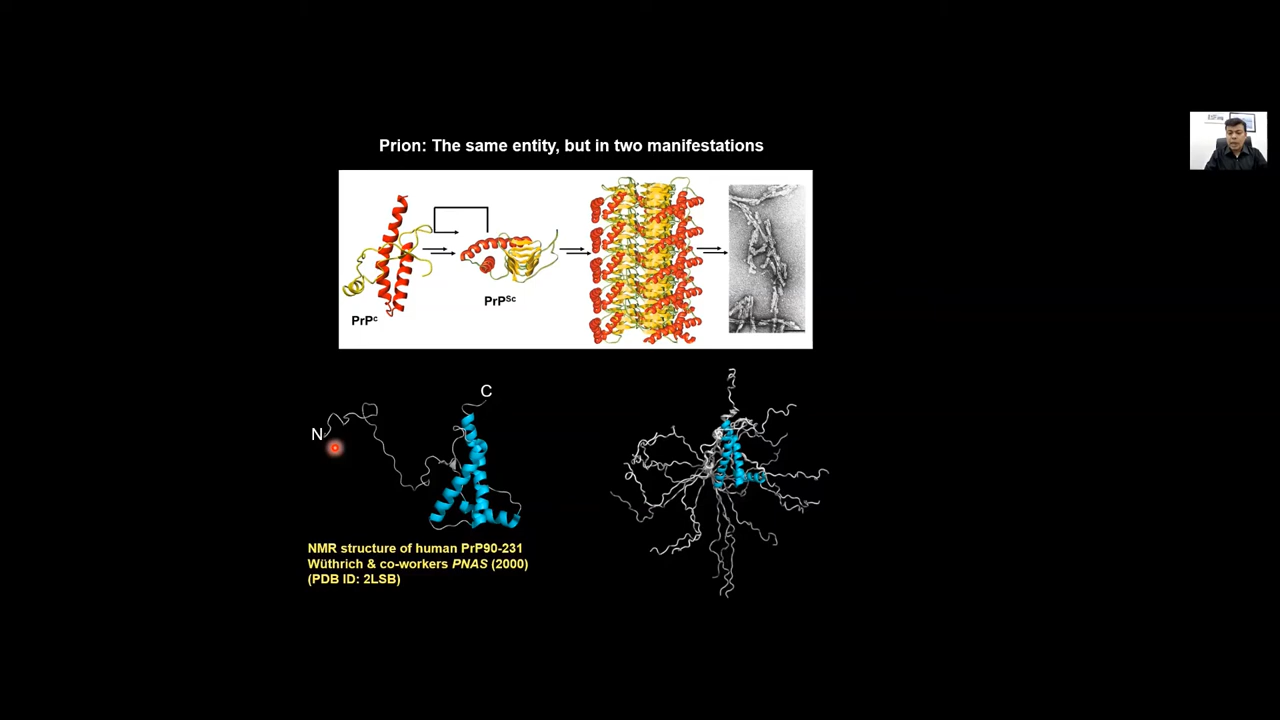 Prion: The same entity, but in two manifestations
PrPc
PrPSc
N
C
NMR structure of human PrP90-231
Wüthrich & co-workers PNAS (2000)
(PDB ID: 2LSB)